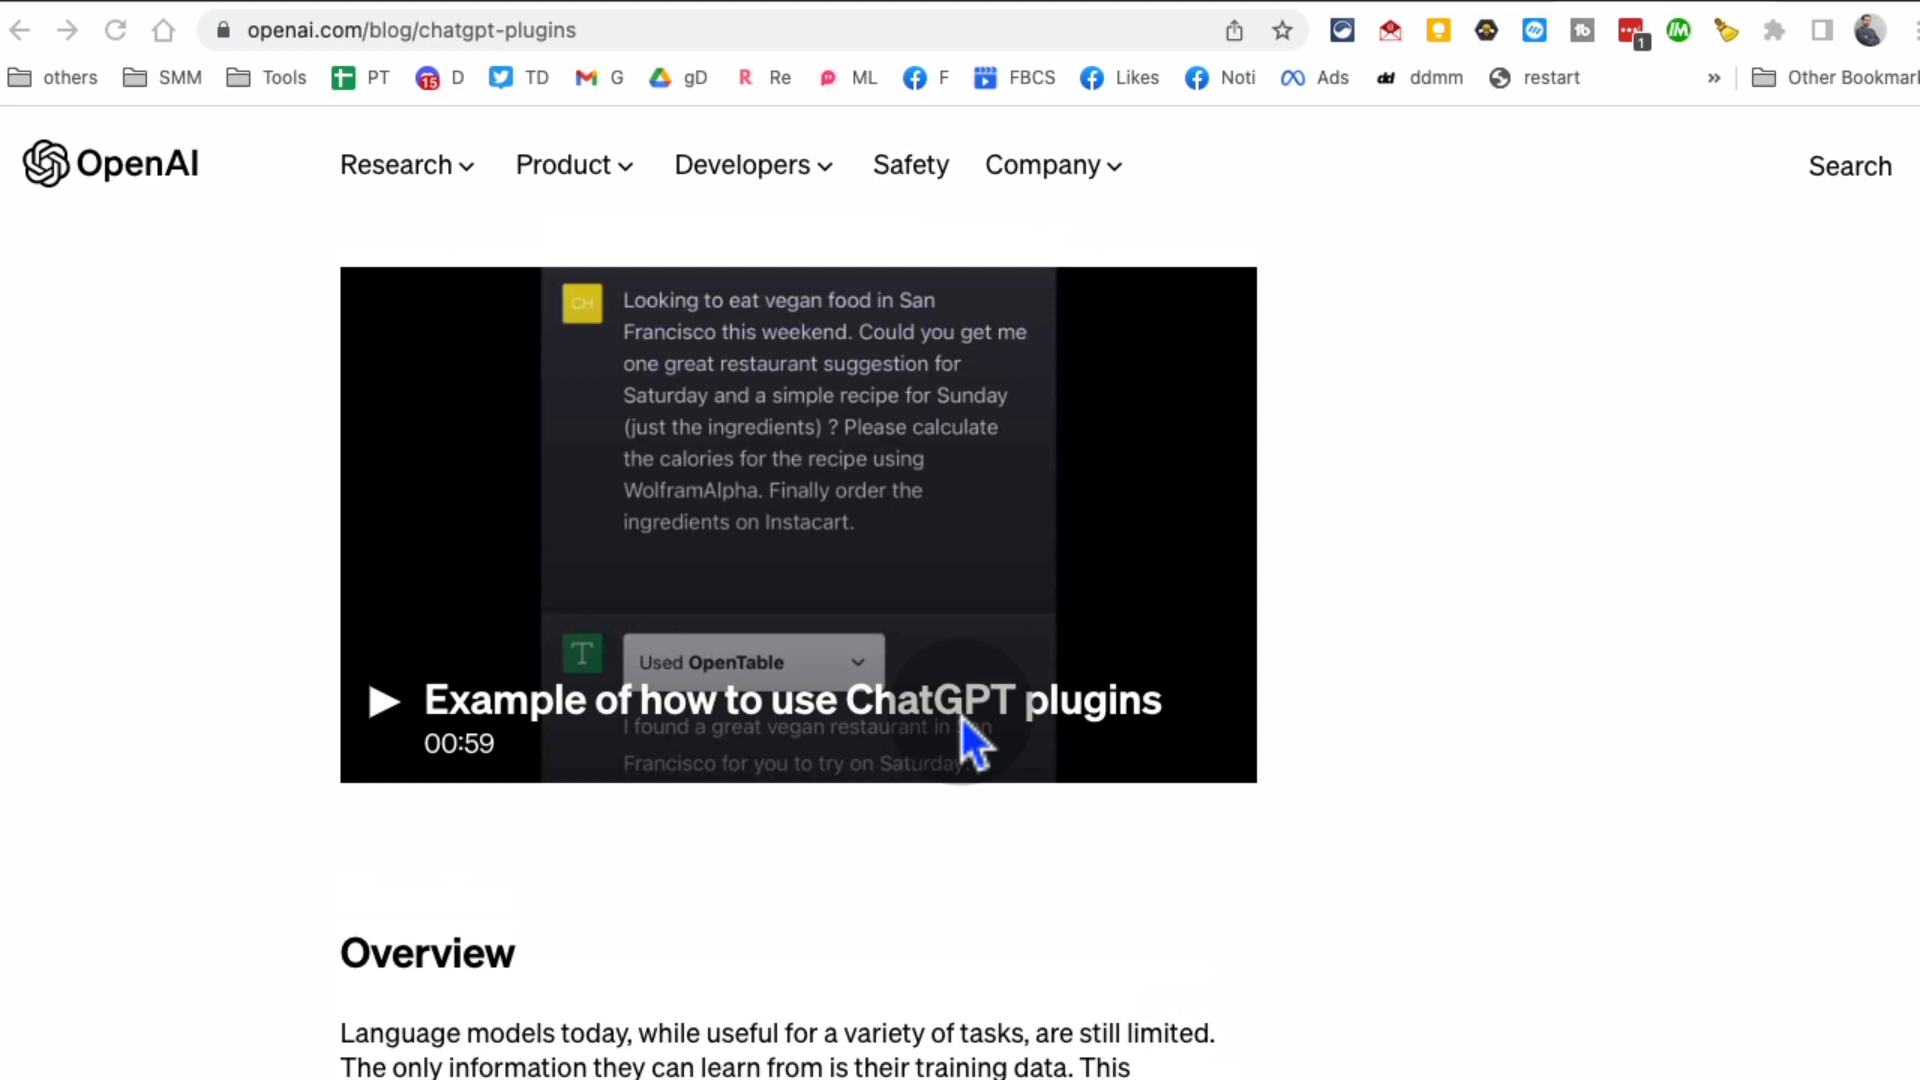 openai.com/blog/chatgpt-plugins
1
others SMM Tools PT 15 D TD G gD R Re ML F FBCS Likes Noti Ads dd ddmm restart » Other Bookmark
OpenAI Research Product Developers Safety Company Search
CH
Looking to eat vegan food in San
Francisco this weekend. Could you get me
one great restaurant suggestion for
Saturday and a simple recipe for Sunday
(just the ingredients) ? Please calculate
the calories for the recipe using
WolframAlpha. Finally order the
ingredients on Instacart.
T Used OpenTable
Example of how to use ChatGPT plugins
I found a great vegan restaurant in
00:59
Francisco for you to try on Saturday
Overview
Language models today, while useful for a variety of tasks, are still limited.
The only information they can learn from is their training data. This